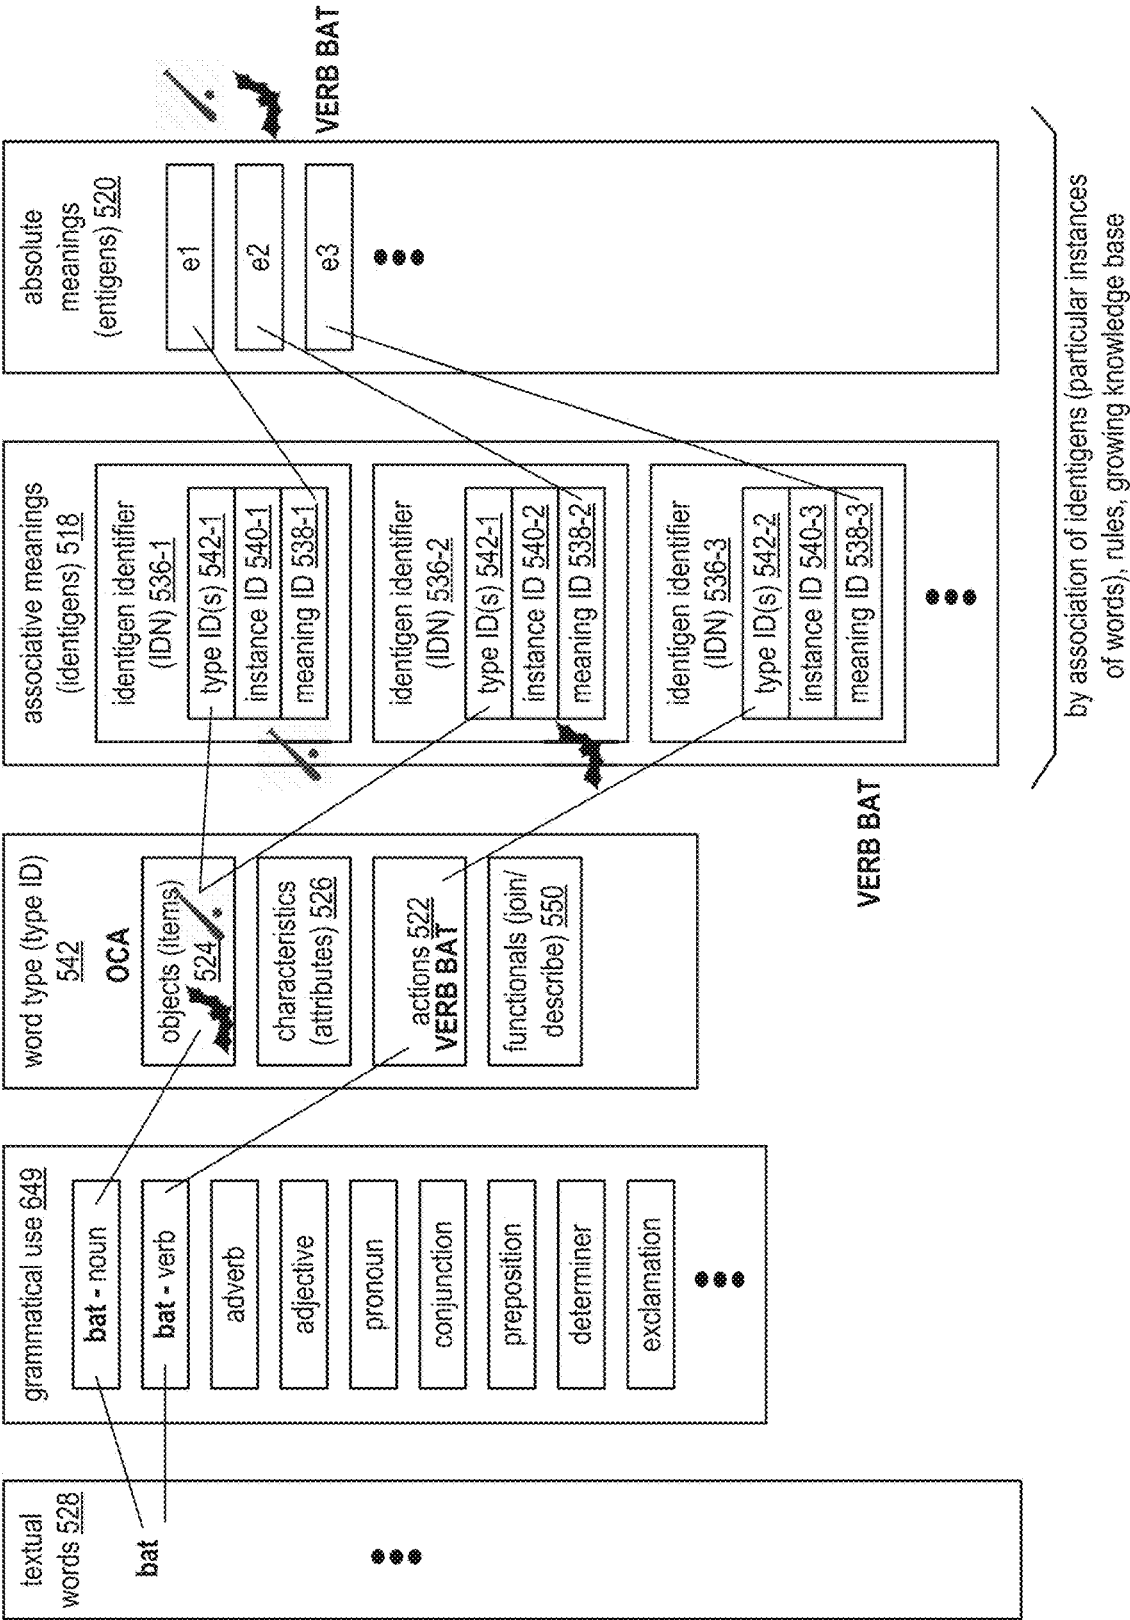 textual
words 528
bat
grammatical use 649
bat - noun
bat - verb
adverb
adjective
pronoun
conjunction
preposition
determiner
exclamation
word type (type ID)
542
OCA
objects (items)
524
characteristics
(attributes) 526
actions 522
VERB BAT
functionals (join/
describe) 550
associative meanings
(identigens) 518
identigen identifier
(IDN) 536-1
type ID(s) 542-1
instance ID 540-1
meaning ID 538-1
identigen identifier
(IDN) 536-2
type ID(s) 542-1
instance ID 540-2
meaning ID 538-2
identigen identifier
(IDN) 536-3
type ID(s) 542-2
instance ID 540-3
meaning ID 538-3
VERB BAT
absolute
meanings
(entigens) 520
e1
e2
e3
VERB BAT
by association of identigens (particular instances
of words), rules, growing knowledge base